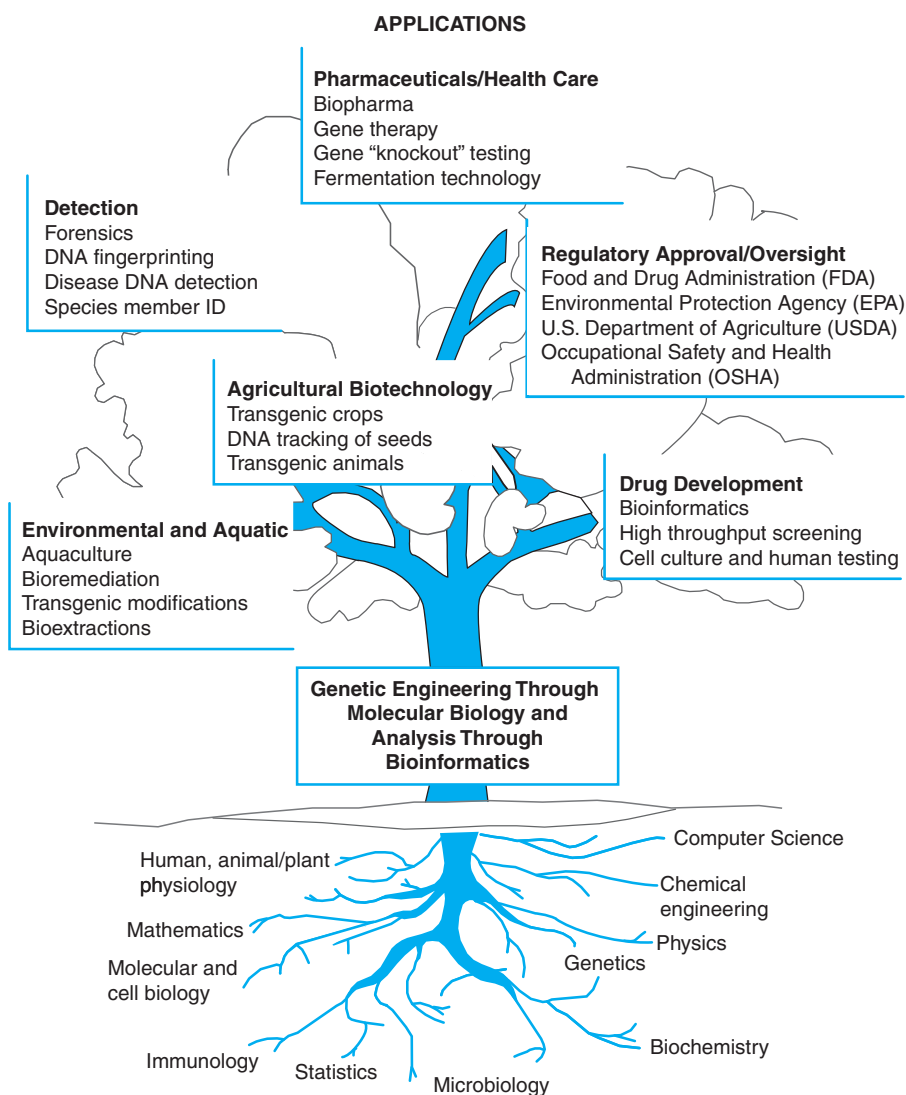 APPLICATIONS
Pharmaceuticals/Health Care
Biopharma
Gene therapy
Gene “knockout” testing
Fermentation technology
Detection
Forensics
DNA fingerprinting
Disease DNA detection
Species member ID
Regulatory Approval/Oversight
Food and Drug Administration (FDA)
Environmental Protection Agency (EPA)
U.S. Department of Agriculture (USDA)
Occupational Safety and Health
Administration (OSHA)
Agricultural Biotechnology
Transgenic crops
DNA tracking of seeds
Transgenic animals
Drug Development
Bioinformatics
High throughput screening
Cell culture and human testing
Environmental and Aquatic
Aquaculture
Bioremediation
Transgenic modifications
Bioextractions
Genetic Engineering Through
Molecular Biology and
Analysis Through
Bioinformatics
Computer Science
Human, animal/plant
physiology
Chemical
engineering
Mathematics
Physics
Genetics
Molecular and
cell biology
Biochemistry
Immunology
Statistics
Microbiology